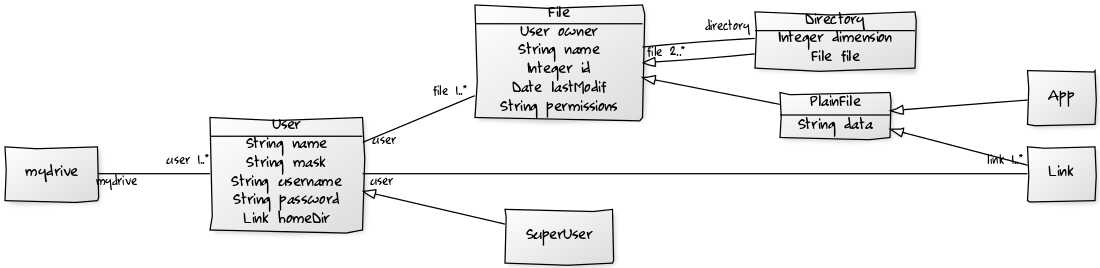 File
User owner
String name
Integer id
Date lastModif
String permissions
directory
file 2..*
Directory
Integer dimension
File file
PlainFile
String data
App
file 1..*
user
User
String name
String mask
String username
String password
Link homeDir
mydrive
mydrive
user 1..*
user
link 1..*
Link
SuperUser